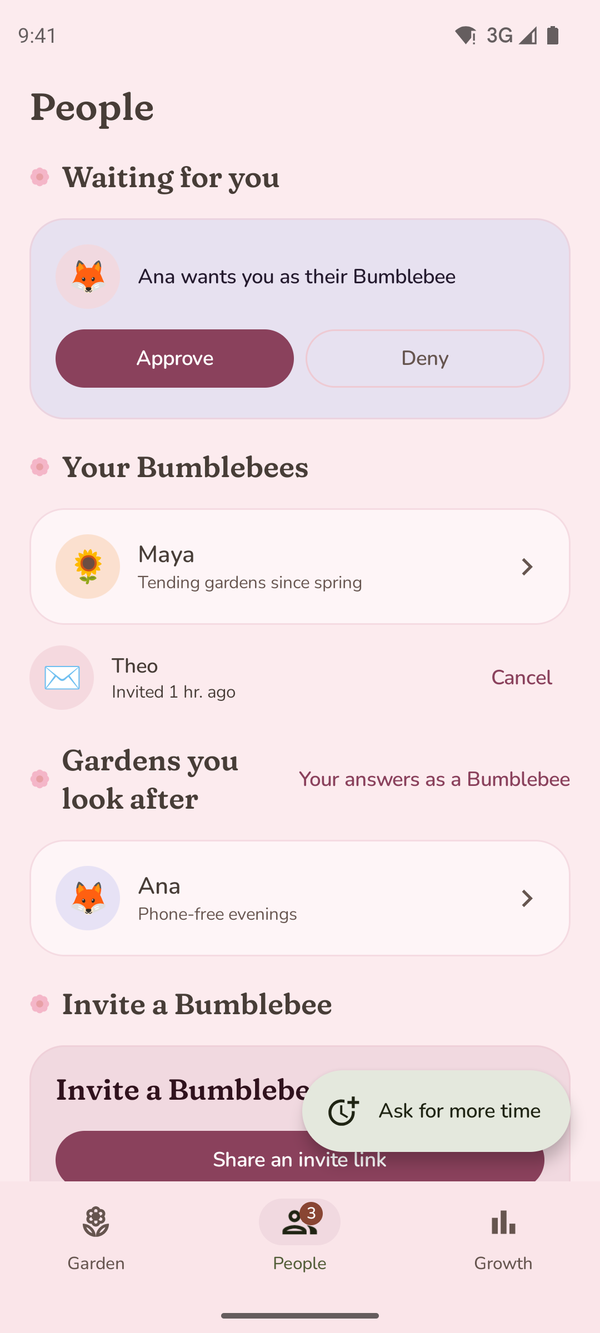 9:41
3G
People
Waiting for you
Ana wants you as their Bumblebee
Approve
Deny
Your Bumblebees
Maya
Tending gardens since spring
Theo
Invited 1 hr. ago
Cancel
Gardens you
look after
Your answers as a Bumblebee
Ana
Phone-free evenings
Invite a Bumblebee
Invite a Bumblebe
Ask for more time
Share an invite link
3
Garden
People
Growth